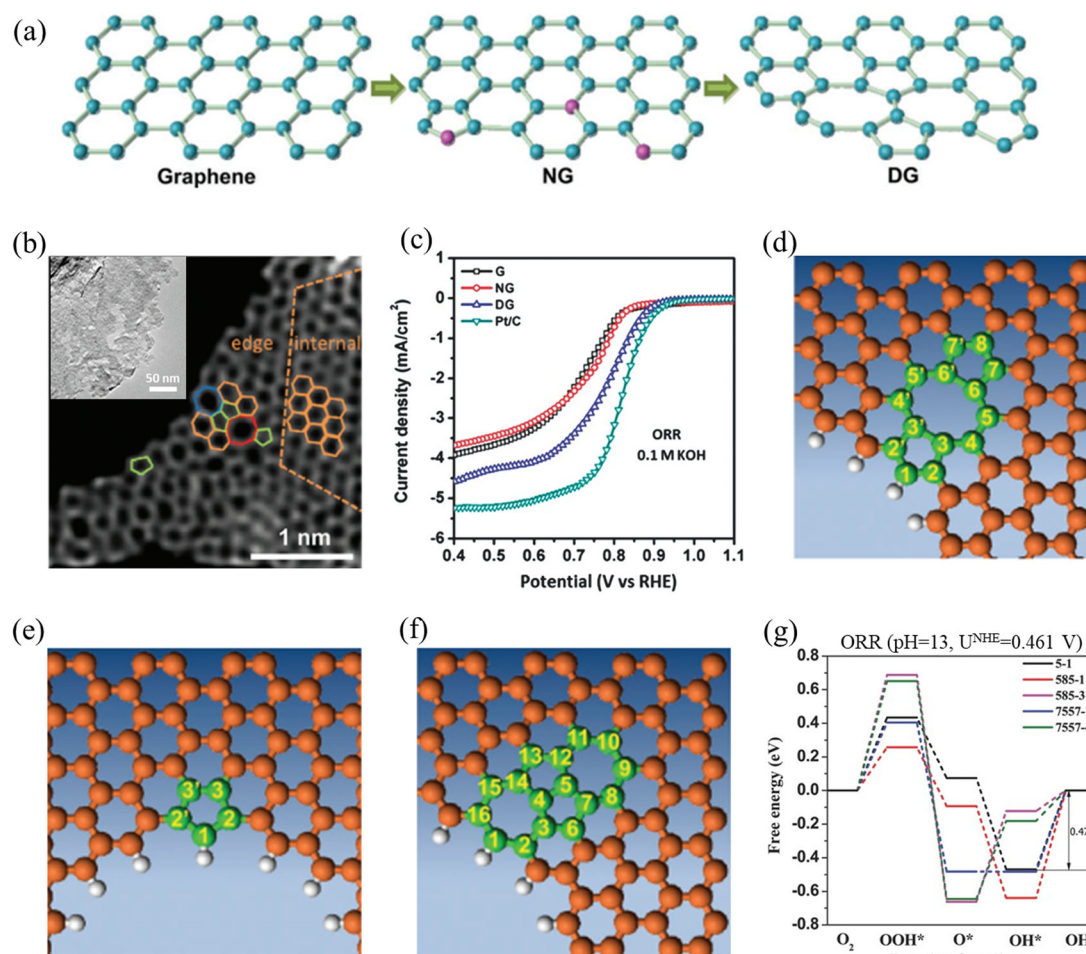 (a)
Graphene
NG
DG
(b)
50 nm
edge
internal
1 nm
(c)
1
0
-1
-2
-3
-4
-5
-6
Current density (mA/cm²)
G
NG
DG
Pt/C
ORR
0.1 M KOH
0.4 0.5 0.6 0.7 0.8 0.9 1.0 1.1
Potential (V vs RHE)
(d)
7' 8
5' 6' 7
4' 6
3' 5
2' 3 4
1 2
(e)
3' 3
2' 2
1
(f)
11 10
13 12 9
15 14 5 8
16 4 7
1 2 3 6
(g)
ORR (pH=13, U^NHE=0.461 V)
0.8
0.6
0.4
0.2
0.0
-0.2
-0.4
-0.6
-0.8
Free energy (eV)
5-1
585-1
585-3
7557-
7557-
0.4
O₂ OOH* O* OH* OH